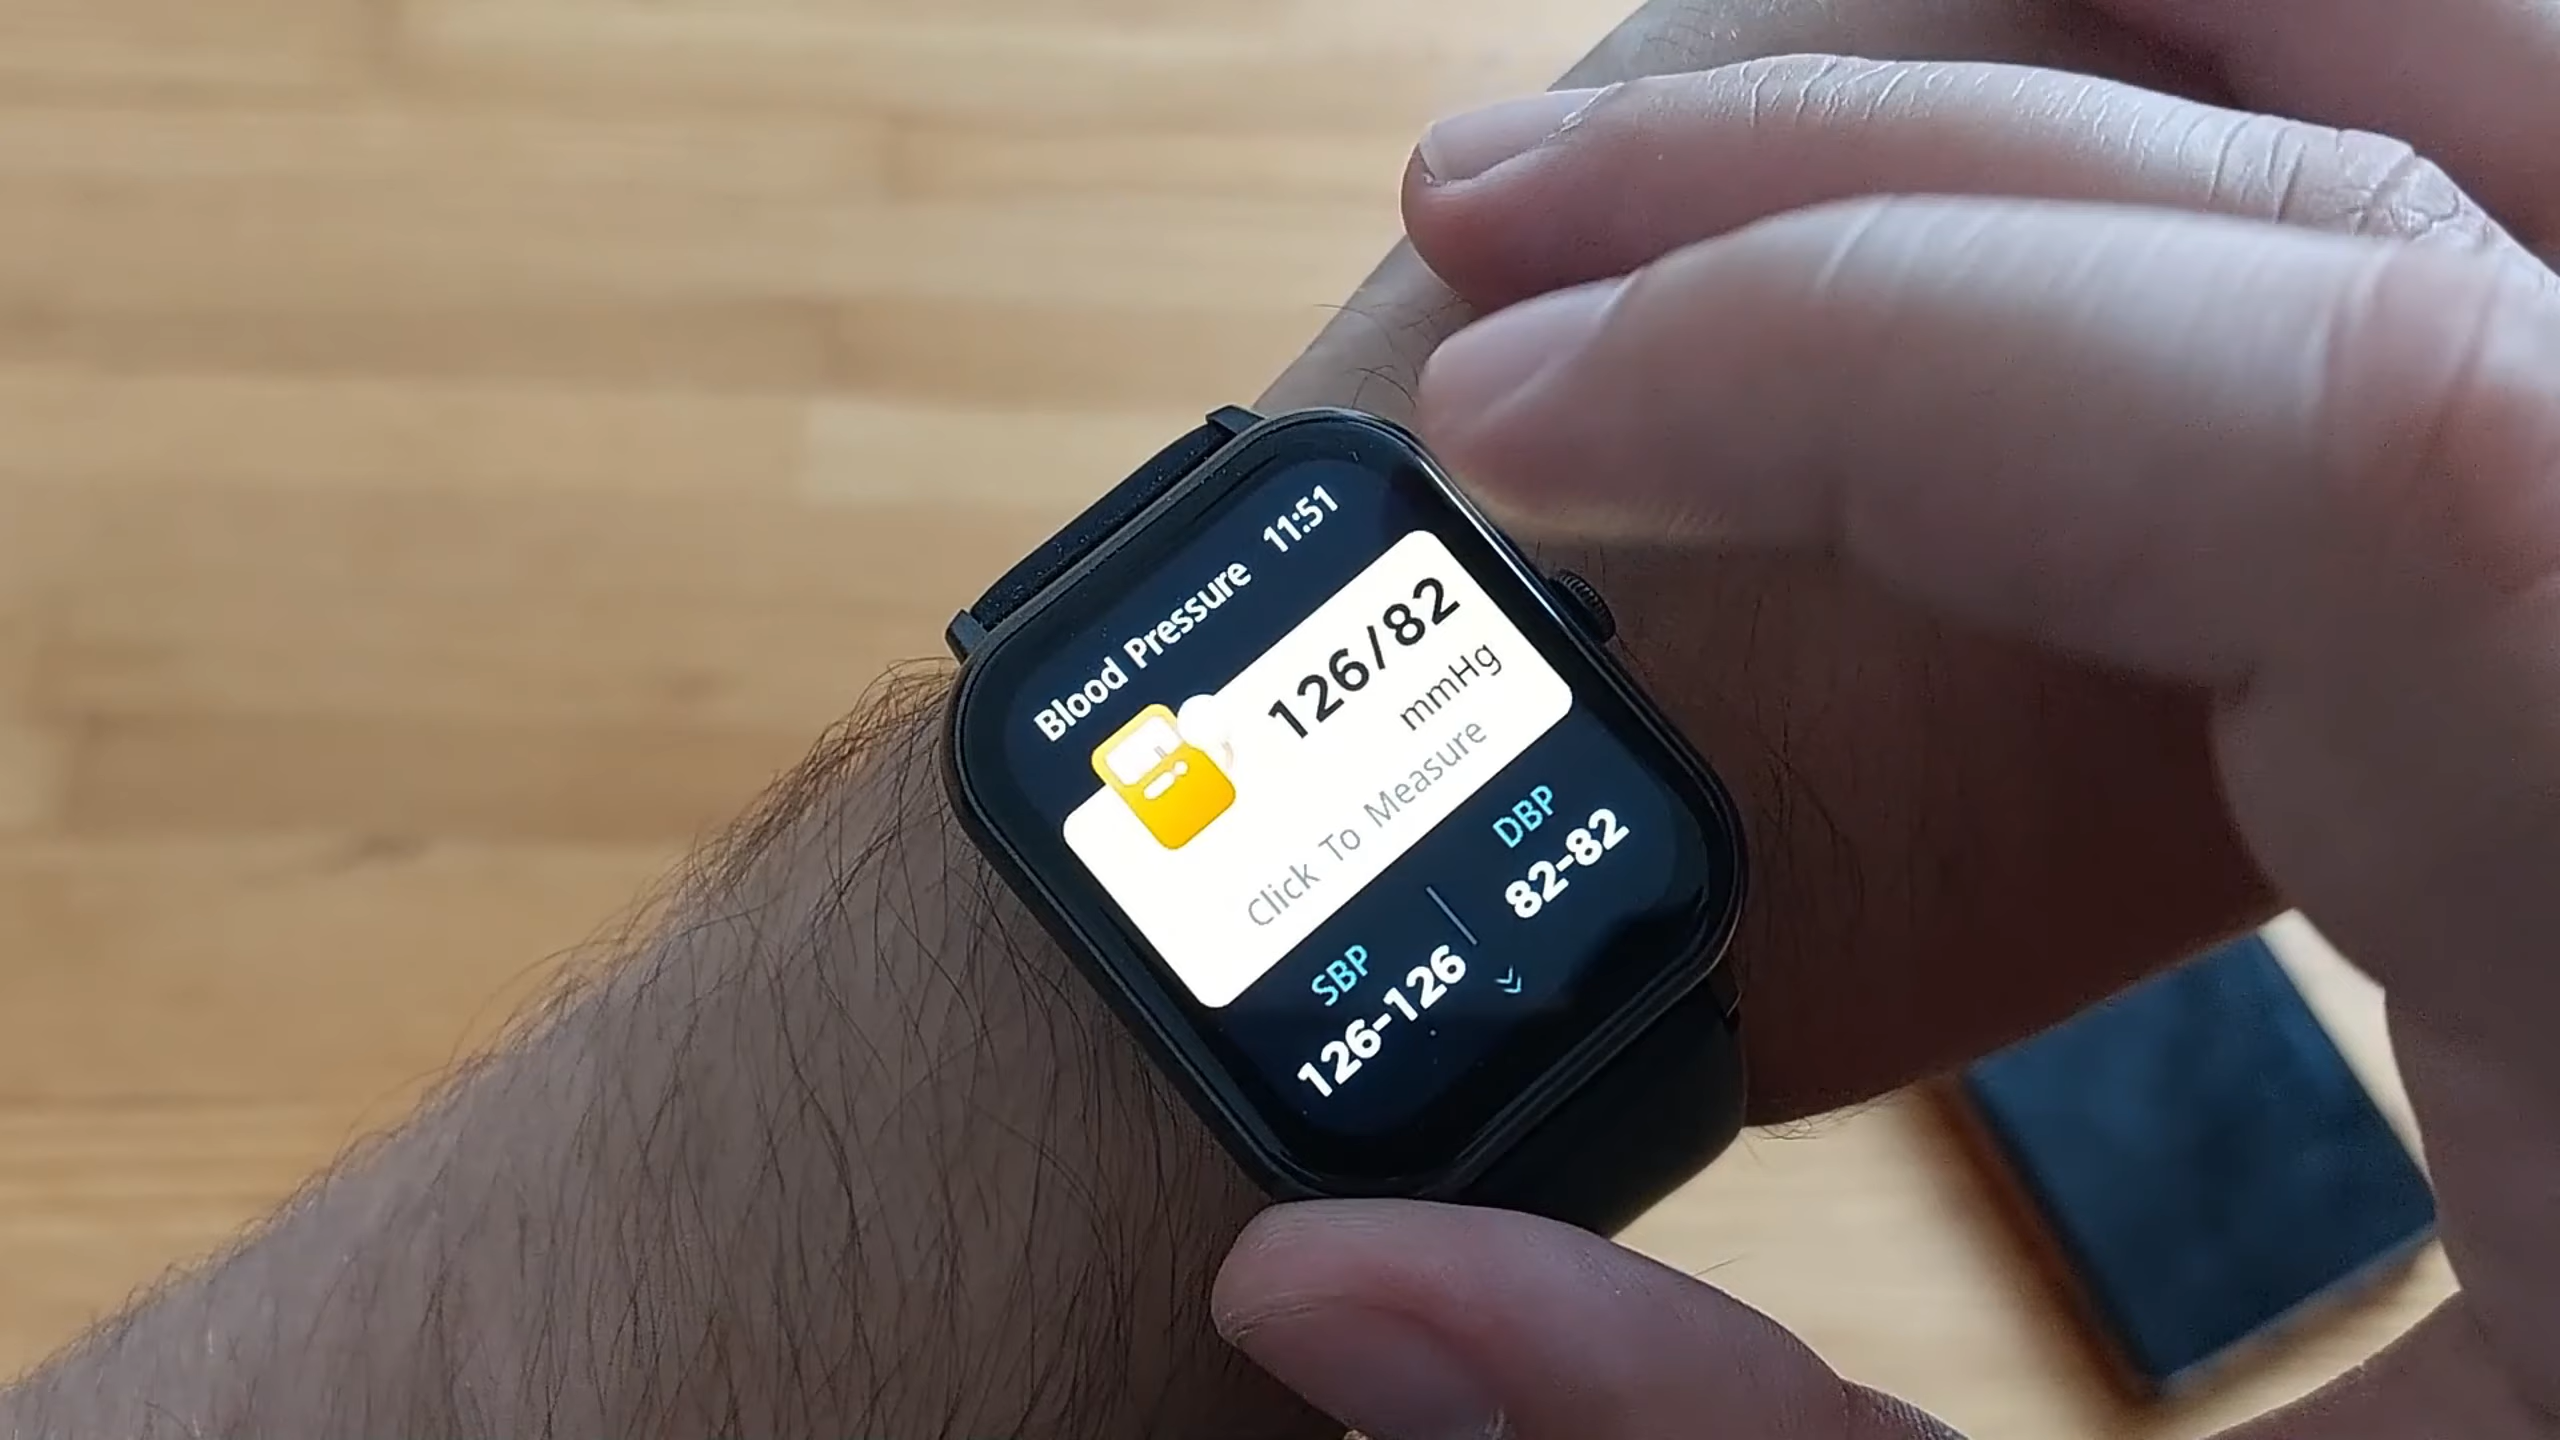 Blood Pressure 11:51
126/82
mmHg
Click To Measure
SBP DBP
126-126 82-82